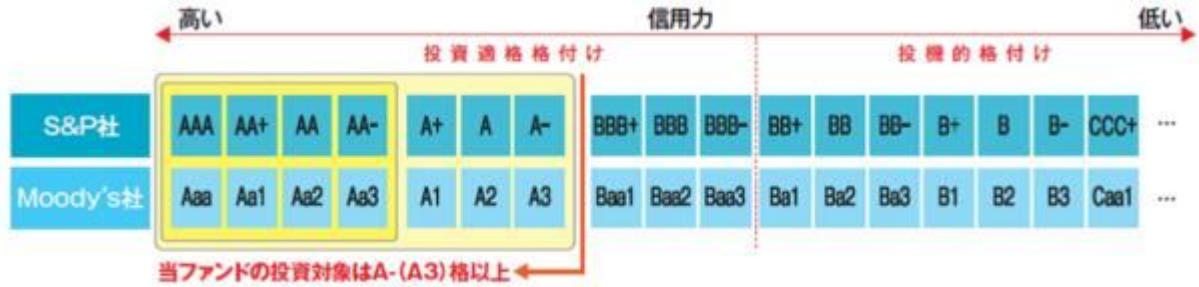 高い 信用力 低い
投資適格格付け 投機的格付け
S&P社 AAA AA+ AA AA- A+ A A- BBB+ BBB BBB- BB+ BB BB- B+ B B- CCC+ …
Moody's社 Aaa Aa1 Aa2 Aa3 A1 A2 A3 Baa1 Baa2 Baa3 Ba1 Ba2 Ba3 B1 B2 B3 Caa1 …
当ファンドの投資対象はA-(A3)格以上